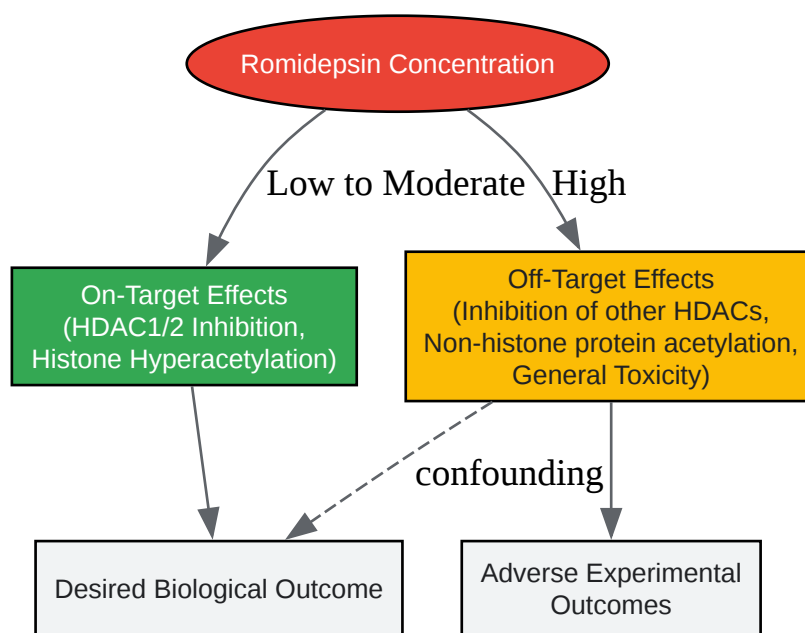 Romidepsin Concentration
Low to Moderate
High
On-Target Effects
(HDAC1/2 Inhibition,
Histone Hyperacetylation)
Off-Target Effects
(Inhibition of other HDACs,
Non-histone protein acetylation,
General Toxicity)
confounding
Desired Biological Outcome
Adverse Experimental
Outcomes